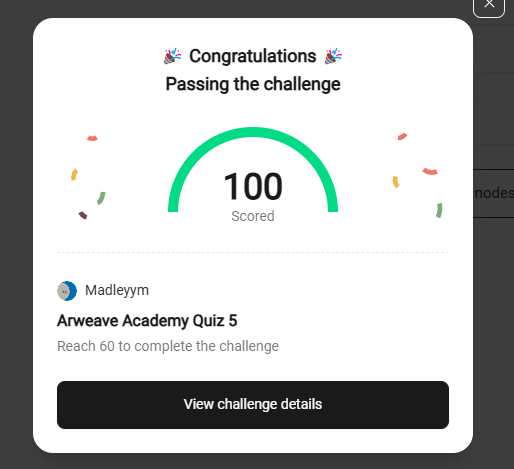 🎉 Congratulations 🎉
Passing the challenge
100
Scored
nodes
Madleyym
Arweave Academy Quiz 5
Reach 60 to complete the challenge
View challenge details